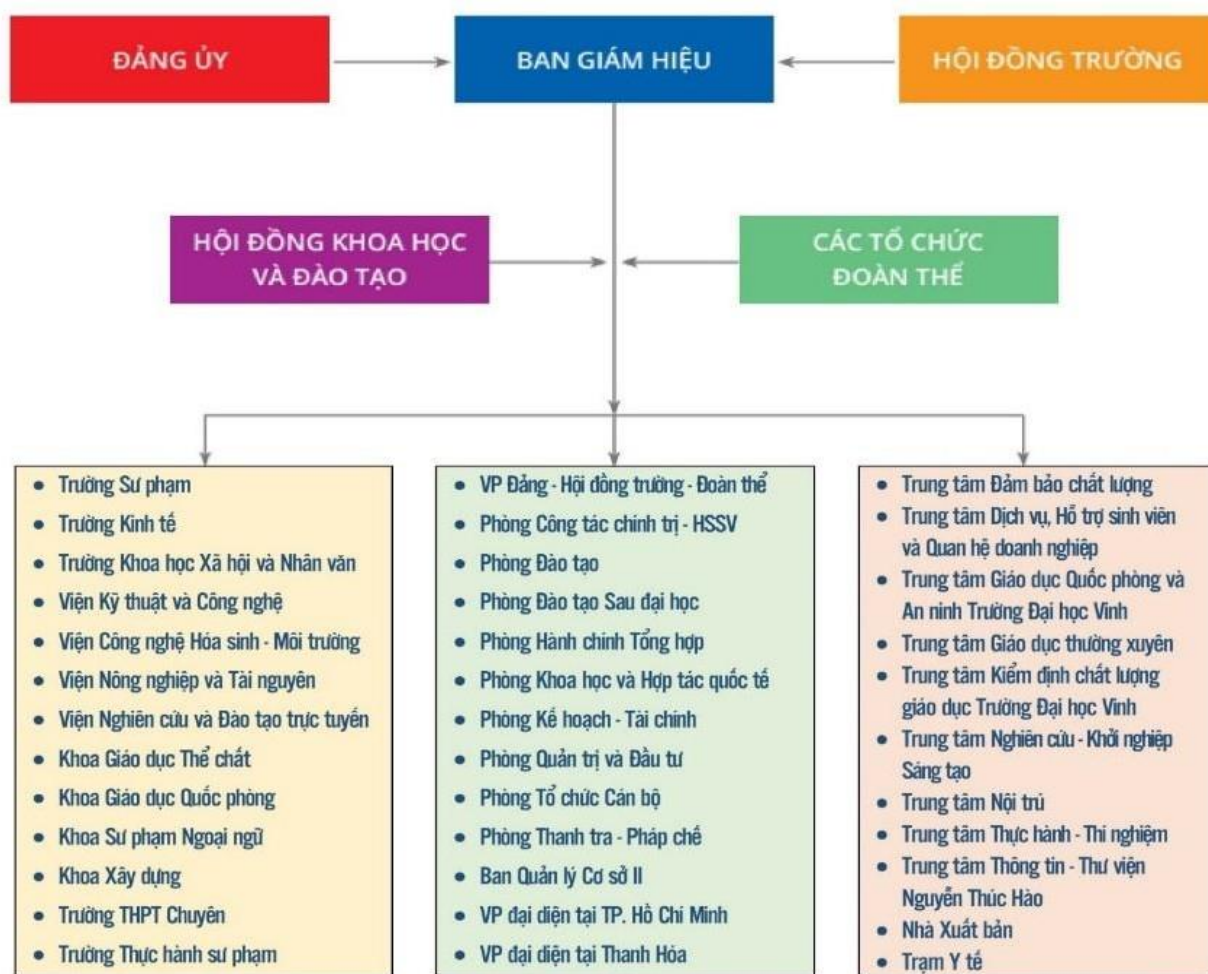 ĐẢNG ỦY
BAN GIÁM HIỆU
HỘI ĐỒNG TRƯỜNG
HỘI ĐỒNG KHOA HỌC
VÀ ĐÀO TẠO
CÁC TỔ CHỨC
ĐOÀN THỂ
• Trường Sư phạm
• Trường Kinh tế
• Trường Khoa học Xã hội và Nhân văn
• Viện Kỹ thuật và Công nghệ
• Viện Công nghệ Hóa sinh - Môi trường
• Viện Nông nghiệp và Tài nguyên
• Viện Nghiên cứu và Đào tạo trực tuyến
• Khoa Giáo dục Thể chất
• Khoa Giáo dục Quốc phòng
• Khoa Sư phạm Ngoại ngữ
• Khoa Xây dựng
• Trường THPT Chuyên
• Trường Thực hành sư phạm
• VP Đảng - Hội đồng trường - Đoàn thể
• Phòng Công tác chính trị - HSSV
• Phòng Đào tạo
• Phòng Đào tạo Sau đại học
• Phòng Hành chính Tổng hợp
• Phòng Khoa học và Hợp tác quốc tế
• Phòng Kế hoạch - Tài chính
• Phòng Quản trị và Đầu tư
• Phòng Tổ chức Cán bộ
• Phòng Thanh tra - Pháp chế
• Ban Quản lý Cơ sở II
• VP đại diện tại TP. Hồ Chí Minh
• VP đại diện tại Thanh Hóa
• Trung tâm Đảm bảo chất lượng
• Trung tâm Dịch vụ, Hỗ trợ sinh viên
và Quan hệ doanh nghiệp
• Trung tâm Giáo dục Quốc phòng và
An ninh Trường Đại học Vinh
• Trung tâm Giáo dục thường xuyên
• Trung tâm Kiểm định chất lượng
giáo dục Trường Đại học Vinh
• Trung tâm Nghiên cứu - Khởi nghiệp
Sáng tạo
• Trung tâm Nội trú
• Trung tâm Thực hành - Thí nghiệm
• Trung tâm Thông tin - Thư viện
Nguyễn Thúc Hào
• Nhà Xuất bản
• Trạm Y tế